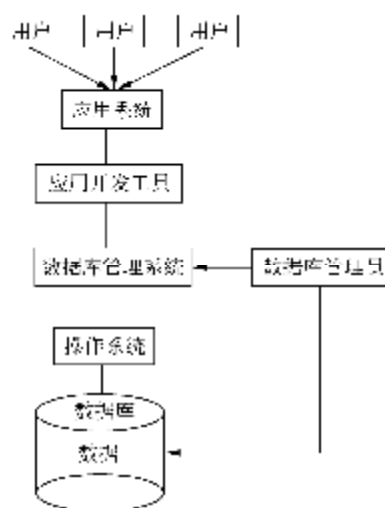 用户 用户 用户
应用系统
应用开发工具
数据库管理系统 数据库管理员
操作系统
数据库
数据